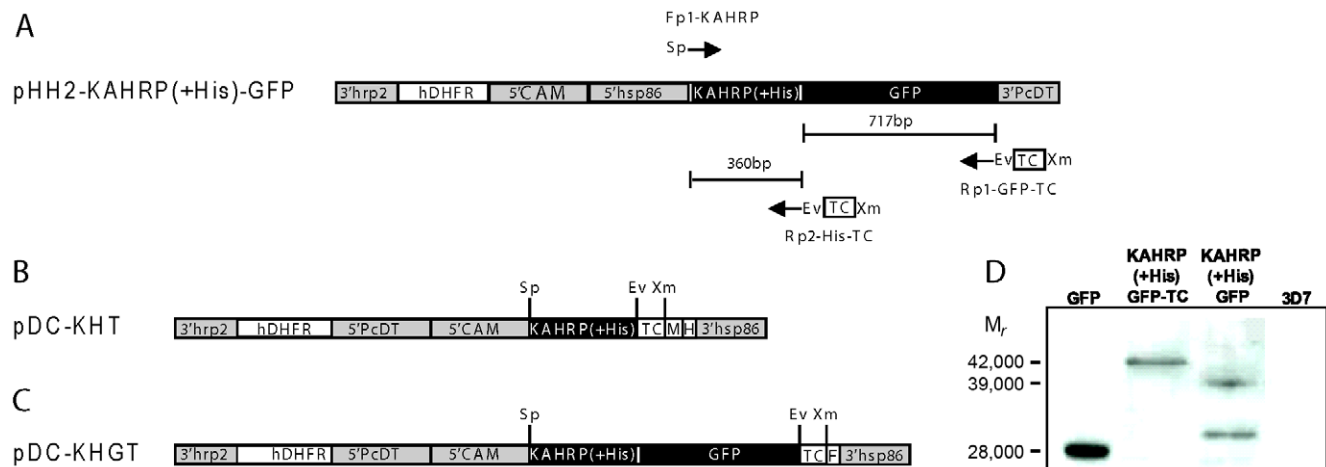 A
Fp1-KAHRP
Sp
pHH2-KAHRP(+His)-GFP
3'hrp2 hDHFR 5'CAM 5'hsp86 KAHRP(+His) GFP 3'PcDT
717bp
360bp
Ev TC Xm
Rp1-GFP-TC
Ev TC Xm
Rp2-His-TC
B
Sp Ev Xm
pDC-KHT
3'hrp2 hDHFR 5'PcDT 5'CAM KAHRP(+His) TC M H 3'hsp86
C
Sp Ev Xm
pDC-KHGT
3'hrp2 hDHFR 5'PcDT 5'CAM KAHRP(+His) GFP TC F 3'hsp86
D
GFP
KAHRP
(+His)
GFP-TC
KAHRP
(+His)
GFP
3D7
Mr
42,000
39,000
28,000